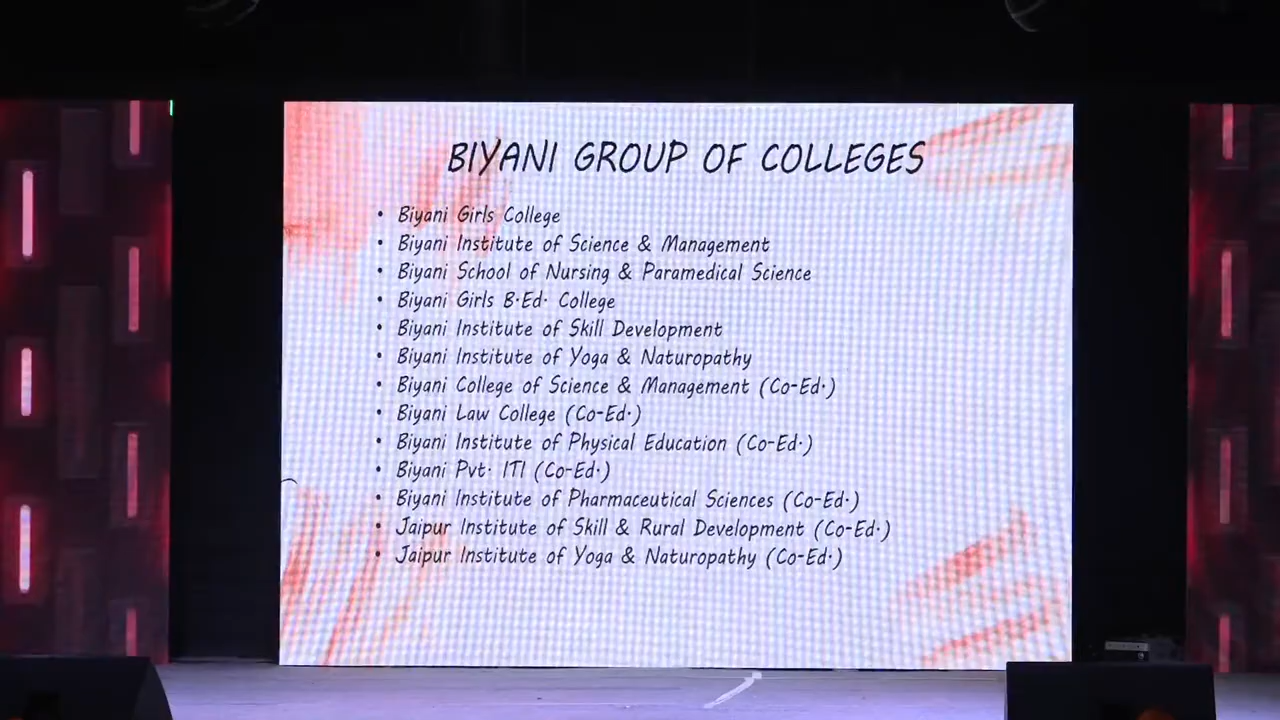 BIYANI GROUP OF COLLEGES
• Biyani Girls College
• Biyani Institute of Science & Management
• Biyani School of Nursing & Paramedical Science
• Biyani Girls B·Ed· College
• Biyani Institute of Skill Development
• Biyani Institute of Yoga & Naturopathy
• Biyani College of Science & Management (Co-Ed·)
• Biyani Law College (Co-Ed·)
• Biyani Institute of Physical Education (Co-Ed·)
• Biyani Pvt· ITI (Co-Ed·)
• Biyani Institute of Pharmaceutical Sciences (Co-Ed·)
• Jaipur Institute of Skill & Rural Development (Co-Ed·)
• Jaipur Institute of Yoga & Naturopathy (Co-Ed·)